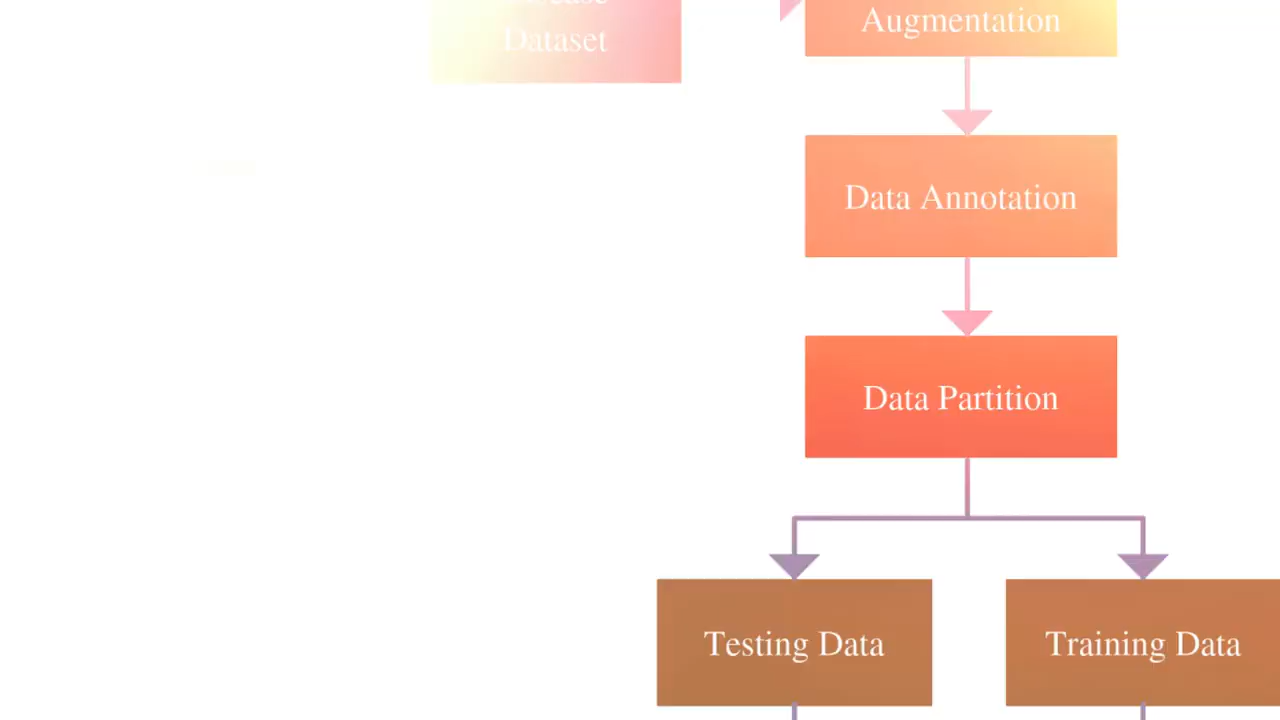 Dataset
Augmentation
Data Annotation
Data Partition
Testing Data
Training Data